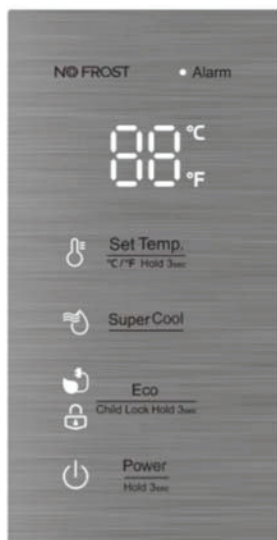 NO FROST
Alarm
88 °C
°F
Set Temp.
°C/°F Hold 3sec
Super Cool
Eco
Child Lock Hold 3sec
Power
Hold 3sec